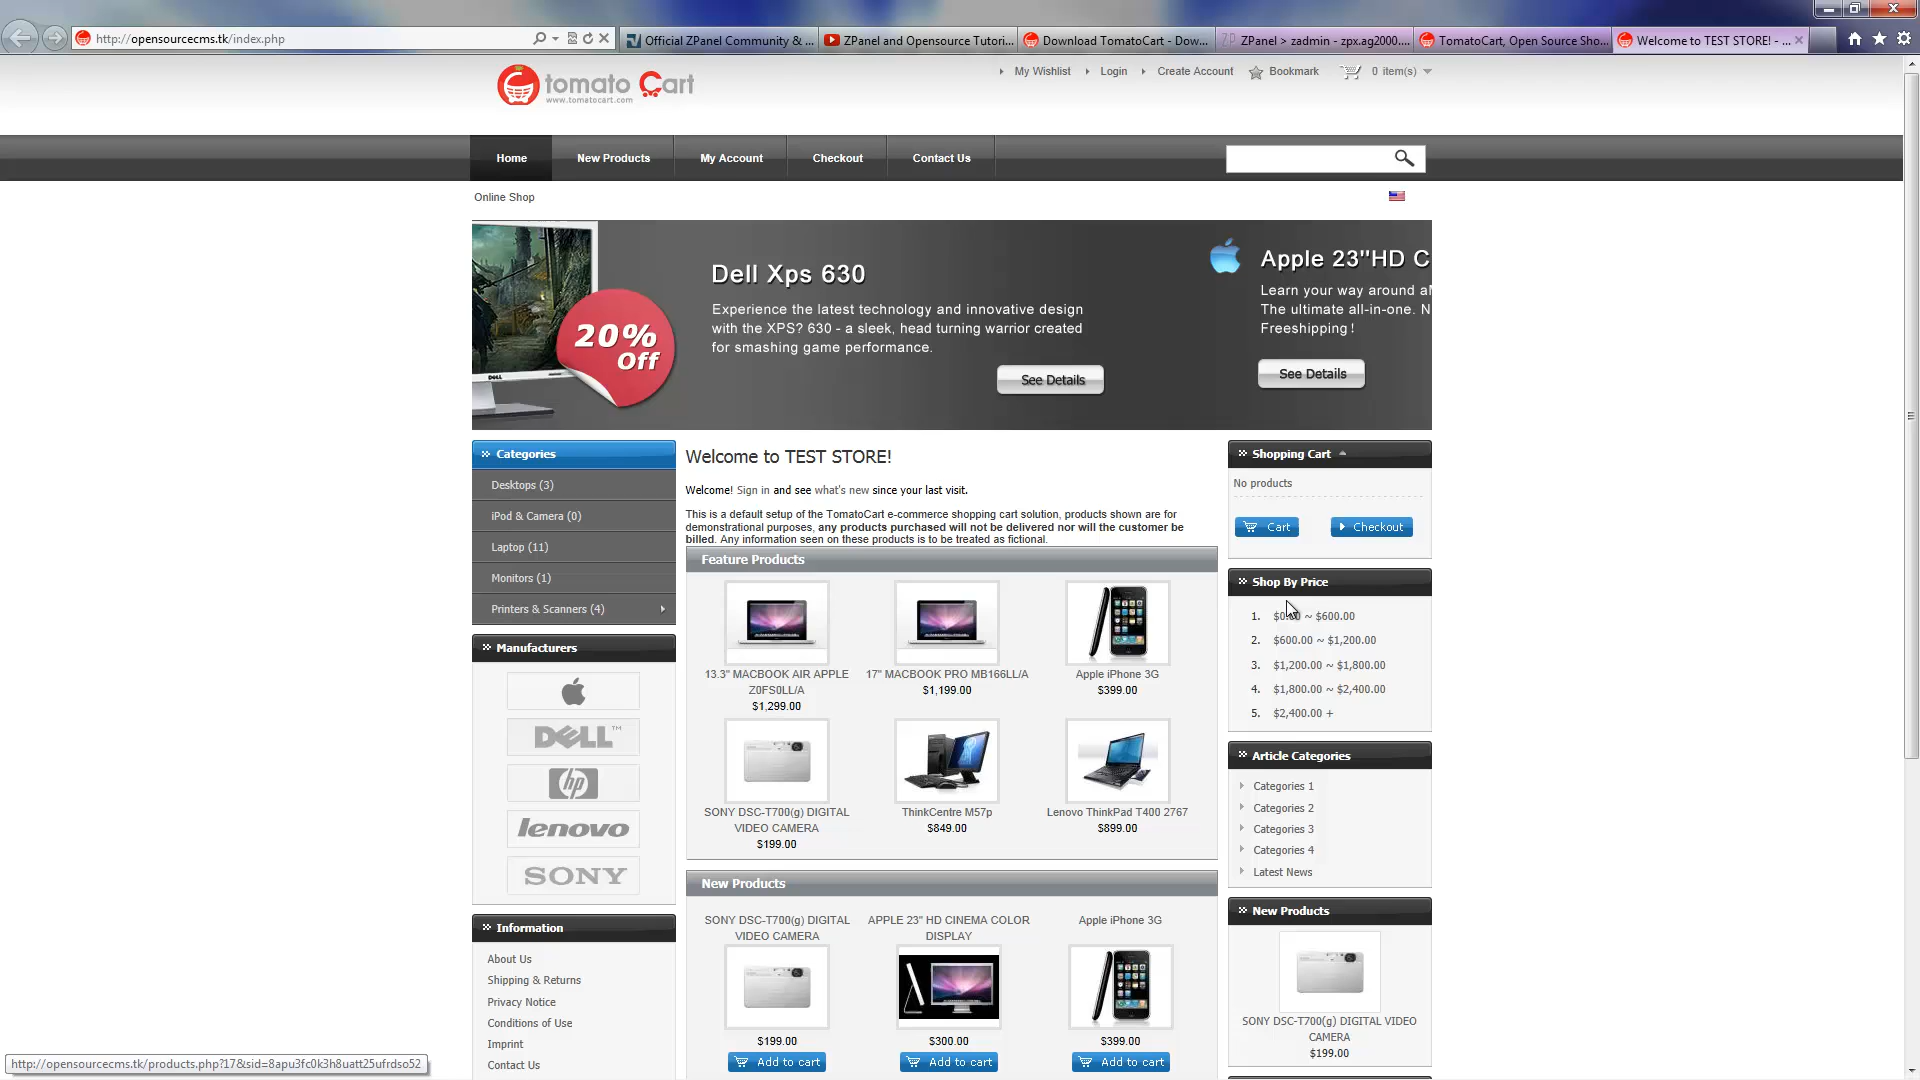 http://opensourcecms.tk/index.php
Official ZPanel Community & ...
ZPanel and Opensource Tutori...
Download TomatoCart - Dow...
ZPanel > zadmin - zpx.ag2000....
TomatoCart, Open Source Sho...
Welcome to TEST STORE! - ...
tomato Cart
www.tomatocart.com
My Wishlist
Login
Create Account
Bookmark
0 item(s)
Home
New Products
My Account
Checkout
Contact Us
Online Shop
DELL
20%
Off
Dell Xps 630
Experience the latest technology and innovative design
with the XPS? 630 - a sleek, head turning warrior created
for smashing game performance.
See Details
Apple 23"HD C
Learn your way around a
The ultimate all-in-one. N
Freeshipping !
See Details
Categories
Desktops (3)
iPod & Camera (0)
Laptop (11)
Monitors (1)
Printers & Scanners (4)
Manufacturers
DELL™
hp
lenovo
SONY
Information
About Us
Shipping & Returns
Privacy Notice
Conditions of Use
Imprint
Contact Us
Welcome to TEST STORE!
Welcome! Sign in and see what's new since your last visit.
This is a default setup of the TomatoCart e-commerce shopping cart solution, products shown are for
demonstrational purposes, any products purchased will not be delivered nor will the customer be
billed. Any information seen on these products is to be treated as fictional.
Feature Products
13.3" MACBOOK AIR APPLE
Z0FS0LL/A
$1,299.00
17" MACBOOK PRO MB166LL/A
$1,199.00
Apple iPhone 3G
$399.00
SONY DSC-T700(g) DIGITAL
VIDEO CAMERA
$199.00
ThinkCentre M57p
$849.00
Lenovo ThinkPad T400 2767
$899.00
New Products
SONY DSC-T700(g) DIGITAL
VIDEO CAMERA
$199.00
Add to cart
APPLE 23" HD CINEMA COLOR
DISPLAY
$300.00
Add to cart
Apple iPhone 3G
$399.00
Add to cart
Shopping Cart
No products
Cart
Checkout
Shop By Price
1. $0.00 ~ $600.00
2. $600.00 ~ $1,200.00
3. $1,200.00 ~ $1,800.00
4. $1,800.00 ~ $2,400.00
5. $2,400.00 +
Article Categories
Categories 1
Categories 2
Categories 3
Categories 4
Latest News
New Products
SONY DSC-T700(g) DIGITAL VIDEO
CAMERA
$199.00
http://opensourcecms.tk/products.php?17&sid=8apu3fc0k3h8uatt25ufrdso52